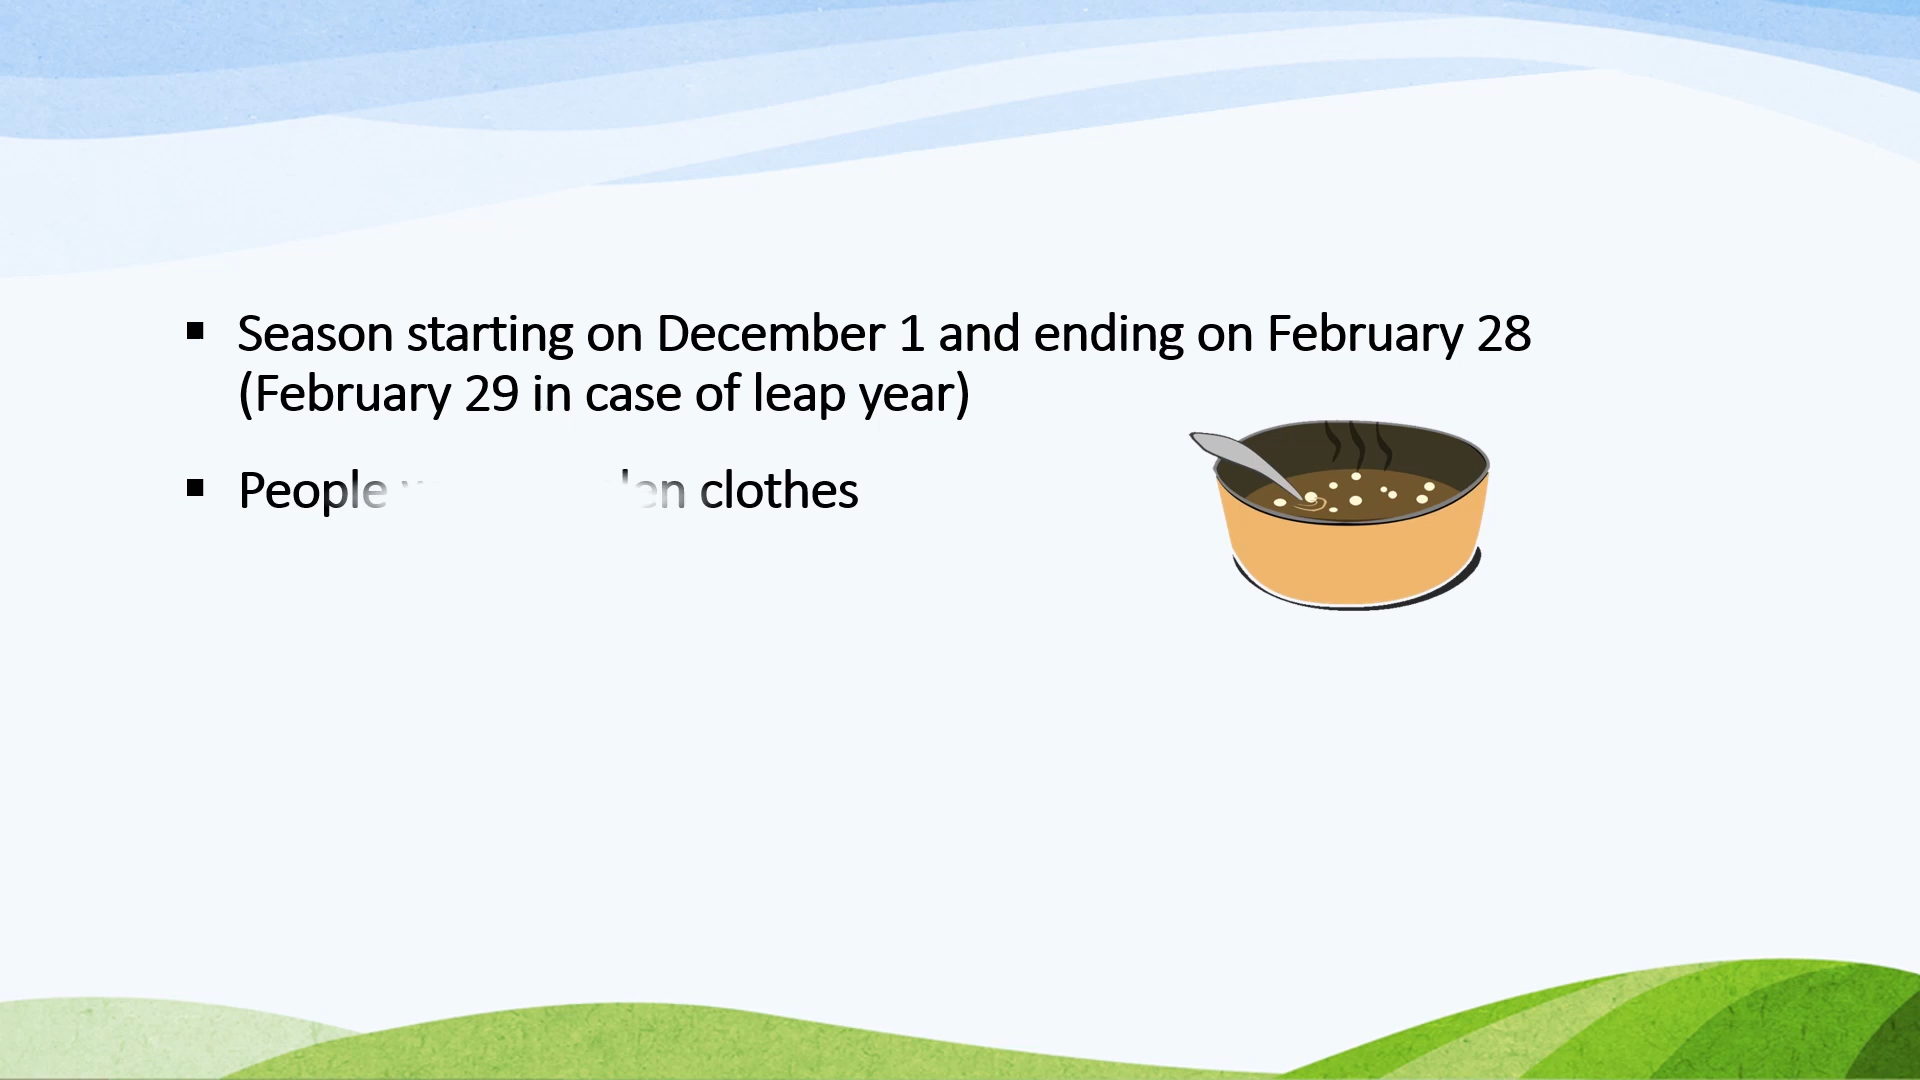 Season starting on December 1 and ending on February 28
(February 29 in case of leap year)
People clothes